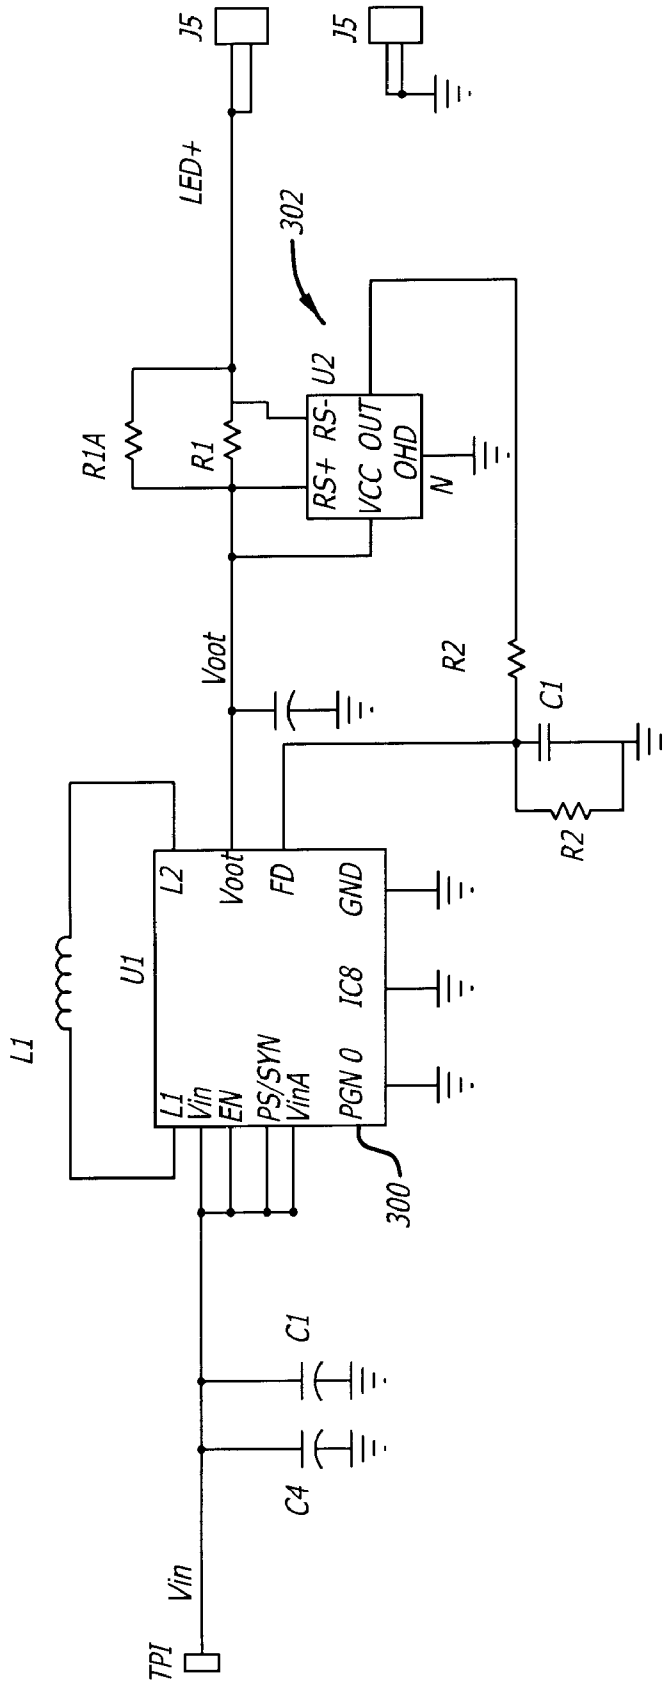 TPI
Vin
C4
C1
L1
U1
L1
Vin
EN
PS/SYN
VinA
L2
Voot
FD
PGN 0
IC8
GND
300
Voot
R1A
R1
LED+
J5
J5
302
U2
RS+ RS-
VCC OUT
OHD
N
R2
C1
R2